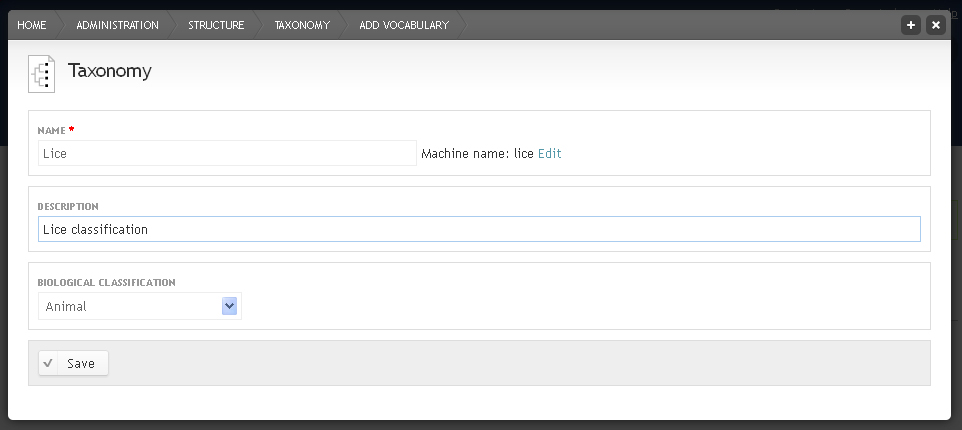 HOME ADMINISTRATION STRUCTURE TAXONOMY ADD VOCABULARY
Taxonomy
NAME *
Lice Machine name: lice Edit
DESCRIPTION
Lice classification
BIOLOGICAL CLASSIFICATION
Animal
Save